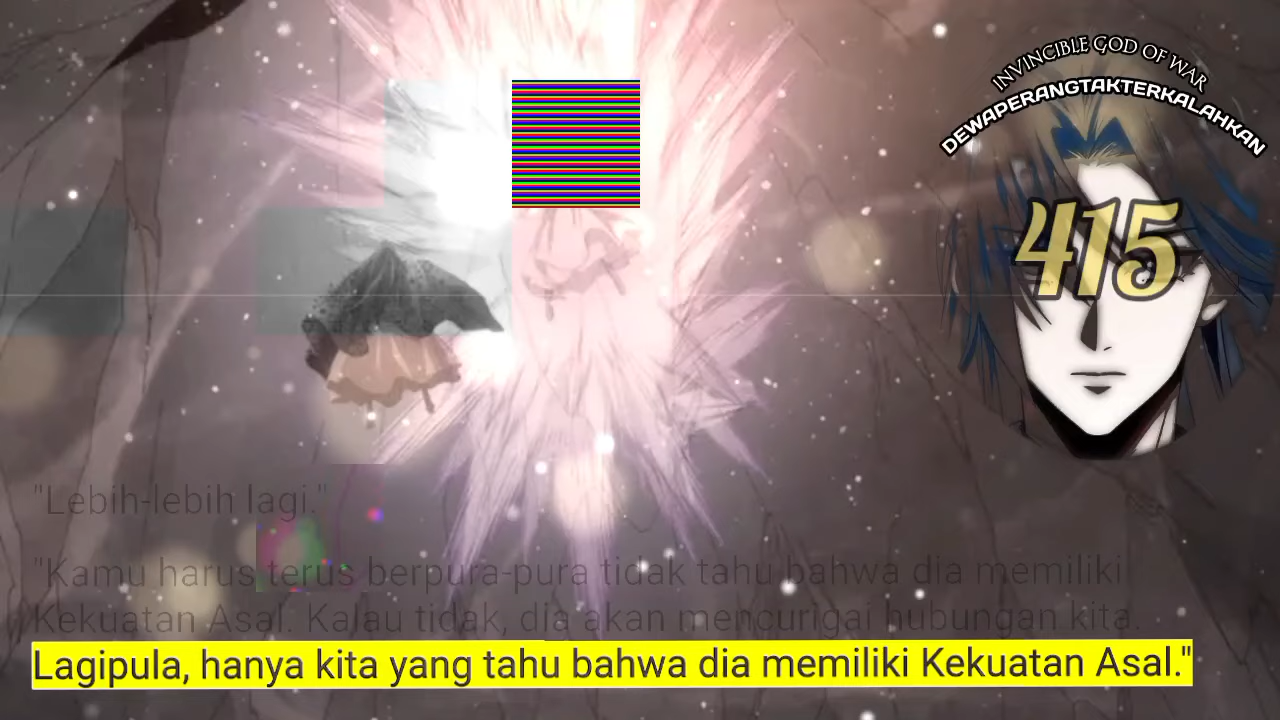 INVINCIBLE GOD OF WAR
DEWAPERANGTAKTERKALAHKAN
415
"Lebih-lebih lagi."
"Kamu harus terus berpura-pura tidak tahu bahwa dia memiliki
Kekuatan Asal. Kalau tidak, dia akan mencurigai hubungan kita.
Lagipula, hanya kita yang tahu bahwa dia memiliki Kekuatan Asal."